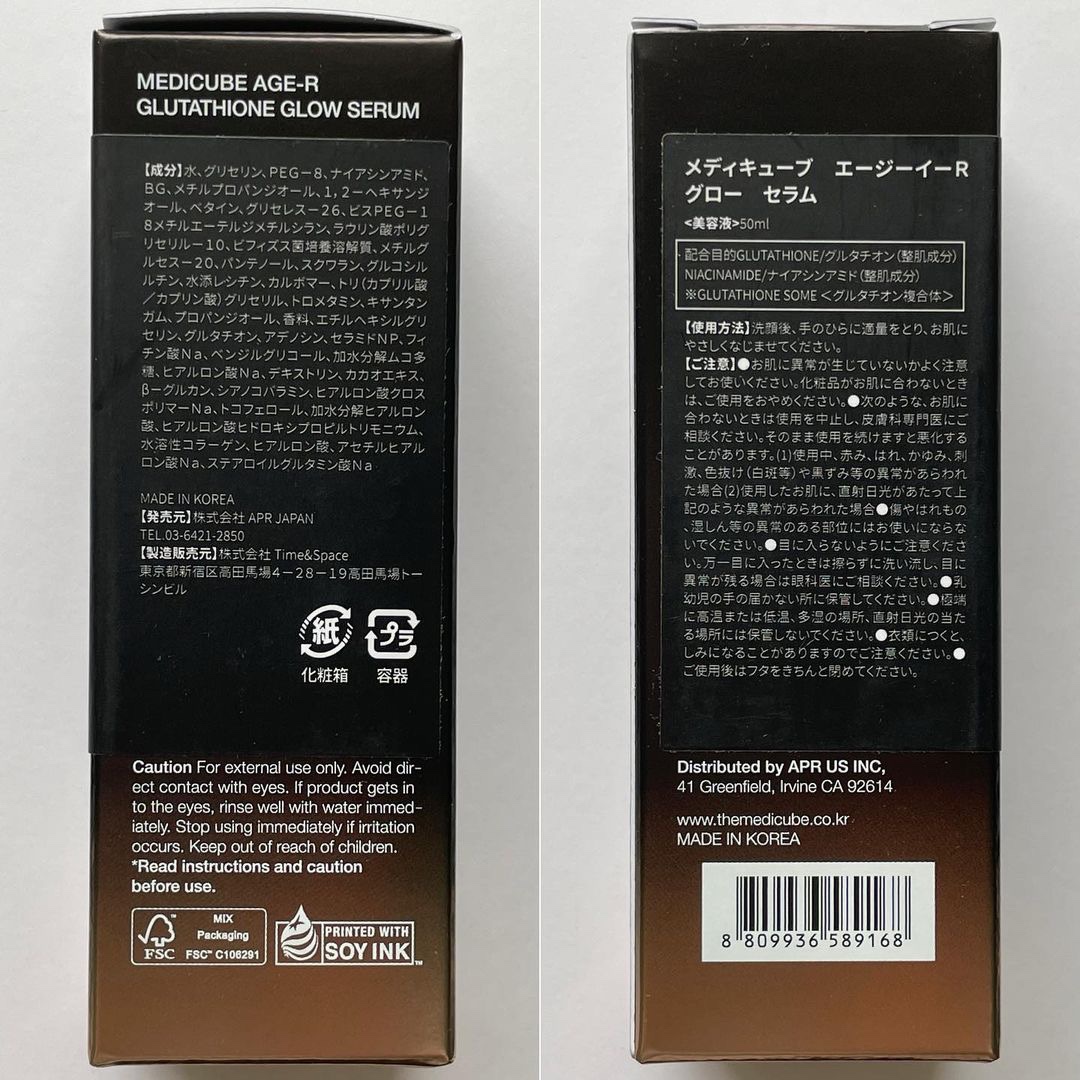 MEDICUBE AGE-R
GLUTATHIONE GLOW SERUM
【成分】水、グリセリン、PEG－8、ナイアシンアミド、
BG、メチルプロパンジオール、1,2－ヘキサンジ
オール、ベタイン、グリセレス－26、ビスPEG－1
8メチルエーテルジメチルシラン、ラウリン酸ポリグ
リセリル－10、ビフィズス菌培養溶解質、メチルグ
ルセス－20、パンテノール、スクワラン、グルコシル
ルチン、水添レシチン、カルボマー、トリ（カプリル酸
／カプリン酸）グリセリル、トロメタミン、キサンタン
ガム、プロパンジオール、香料、エチルヘキシルグリ
セリン、グルタチオン、アデノシン、セラミドNP、フィ
チン酸Na、ベンジルグリコール、加水分解ムコ多
糖、ヒアルロン酸Na、デキストリン、カカオエキス、
β－グルカン、シアノコバラミン、ヒアルロン酸クロス
ポリマーNa、トコフェロール、加水分解ヒアルロン
酸、ヒアルロン酸ヒドロキシプロピルトリモニウム、
水溶性コラーゲン、ヒアルロン酸、アセチルヒアル
ロン酸Na、ステアロイルグルタミン酸Na
MADE IN KOREA
【発売元】株式会社 APR JAPAN
TEL.03-6421-2850
【製造販売元】株式会社 Time&Space
東京都新宿区高田馬場4－28－19高田馬場トー
シンビル
紙 プラ
化粧箱 容器
Caution For external use only. Avoid dir-
ect contact with eyes. If product gets in
to the eyes, rinse well with water immed-
iately. Stop using immediately if irritation
occurs. Keep out of reach of children.
*Read instructions and caution
before use.
FSC™
MIX
Packaging
FSC™ C106291
PRINTED WITH
SOY INK™
メディキューブ エージーイーR
グロー セラム
<美容液>50ml
配合目的GLUTATHIONE/グルタチオン（整肌成分）
NIACINAMIDE/ナイアシンアミド（整肌成分）
※GLUTATHIONE SOME ＜グルタチオン複合体＞
【使用方法】洗顔後、手のひらに適量をとり、お肌に
やさしくなじませてください。
【ご注意】●お肌に異常が生じていないかよく注意
してお使いください。化粧品がお肌に合わないとき
は、ご使用をおやめください。●次のような、お肌に
合わないときは使用を中止し、皮膚科専門医にご
相談ください。そのまま使用を続けますと悪化する
ことがあります。(1)使用中、赤み、はれ、かゆみ、刺
激、色抜け（白斑等）や黒ずみ等の異常があらわれ
た場合(2)使用したお肌に、直射日光があたって上
記のような異常があらわれた場合●傷やはれもの
、湿しん等の異常のある部位にはお使いにならな
いでください。●目に入らないようにご注意くださ
い。万一目に入ったときは擦らずに洗い流し、目に
異常が残る場合は眼科医にご相談ください。●乳
幼児の手の届かない所に保管してください。●極端
に高温または低温、多湿の場所、直射日光の当た
る場所には保管しないでください。●衣類につくと、
しみになることがありますのでご注意ください。●
ご使用後はフタをきちんと閉めてください。
Distributed by APR US INC,
41 Greenfield, Irvine CA 92614
www.themedicube.co.kr
MADE IN KOREA
8 809936 589168